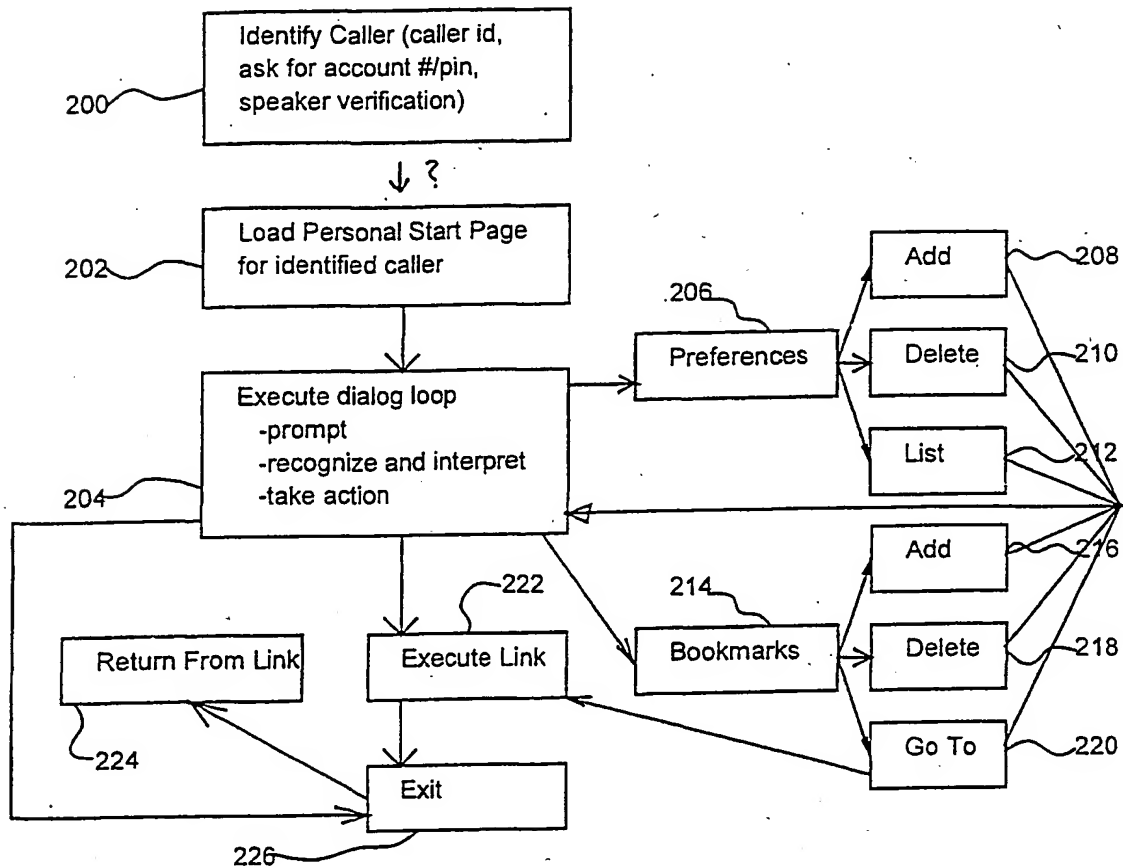 Identify Caller (caller id,
ask for account #/pin,
speaker verification)
200
?
Load Personal Start Page
for identified caller
202
206
Preferences
Add
208
Delete
210
List
212
Execute dialog loop
-prompt
-recognize and interpret
-take action
204
214
Bookmarks
Add
216
Delete
218
Go To
220
222
Execute Link
Return From Link
224
Exit
226